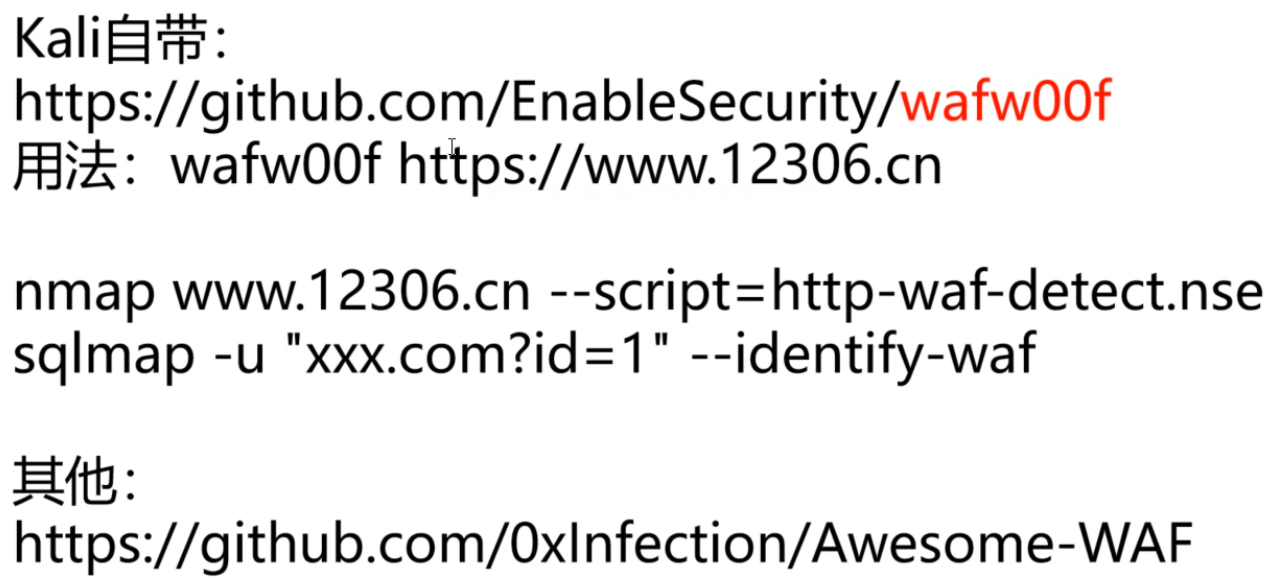 Kali自带：
https://github.com/EnableSecurity/wafw00f
用法：wafw00f https://www.12306.cn
nmap www.12306.cn --script=http-waf-detect.nse
sqlmap -u "xxx.com?id=1" --identify-waf
其他：
https://github.com/0xInfection/Awesome-WAF